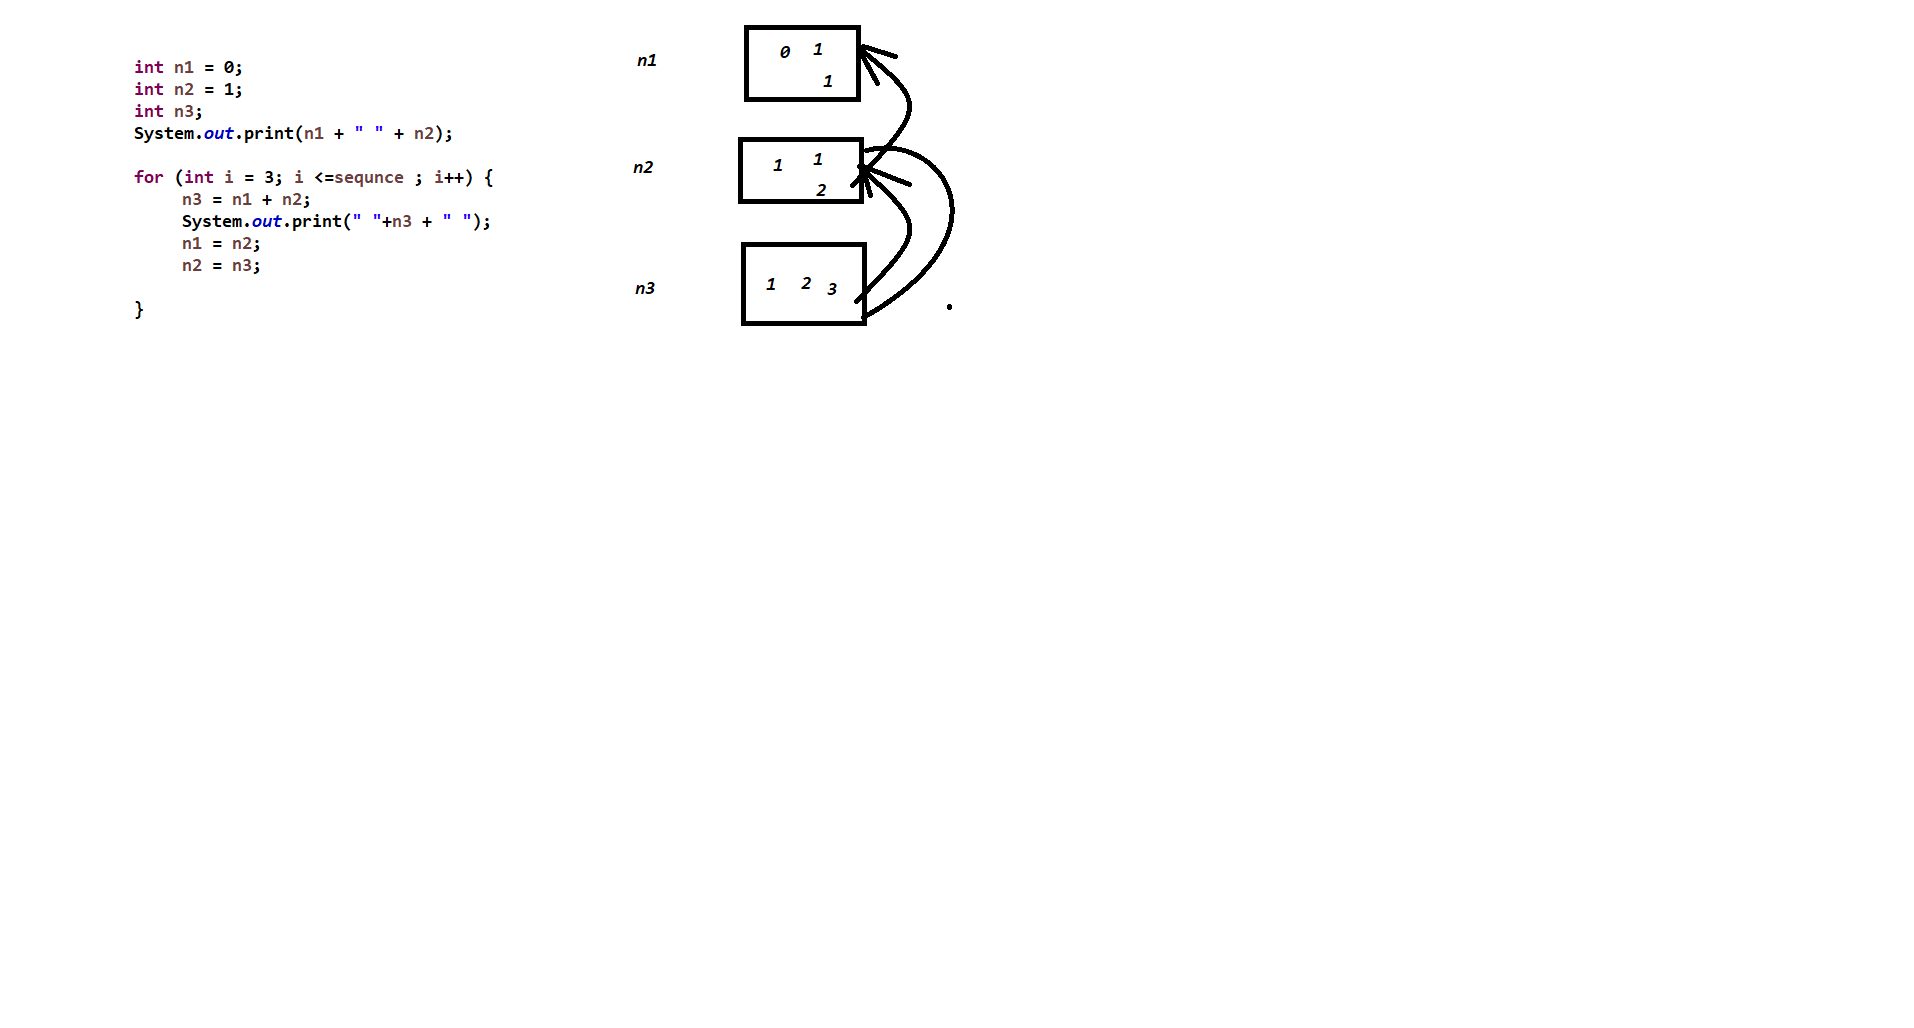 int n1 = 0;
int n2 = 1;
int n3;
System.out.print(n1 + " " + n2);
for (int i = 3; i <=sequnce ; i++) {
n3 = n1 + n2;
System.out.print(" "+n3 + " ");
n1 = n2;
n2 = n3;
}
n1
0 1
1
n2
1 1
2
n3
1 2 3